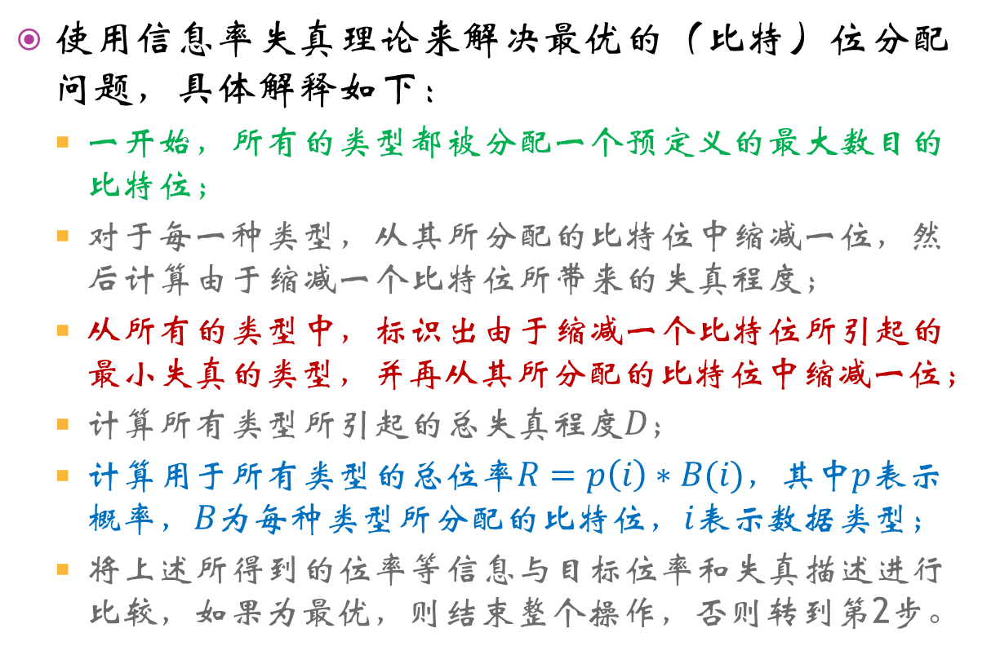 使用信息率失真理论来解决最优的（比特）位分配
问题，具体解释如下：
一开始，所有的类型都被分配一个预定义的最大数目的
比特位；
对于每一种类型，从其所分配的比特位中缩减一位，然
后计算由于缩减一个比特位所带来的失真程度；
从所有的类型中，标识出由于缩减一个比特位所引起的
最小失真的类型，并再从其所分配的比特位中缩减一位；
计算所有类型所引起的总失真程度D；
计算用于所有类型的总位率R = p(i) * B(i)，其中p表示
概率，B为每种类型所分配的比特位，i表示数据类型；
将上述所得到的位率等信息与目标位率和失真描述进行
比较，如果为最优，则结束整个操作，否则转到第2步。